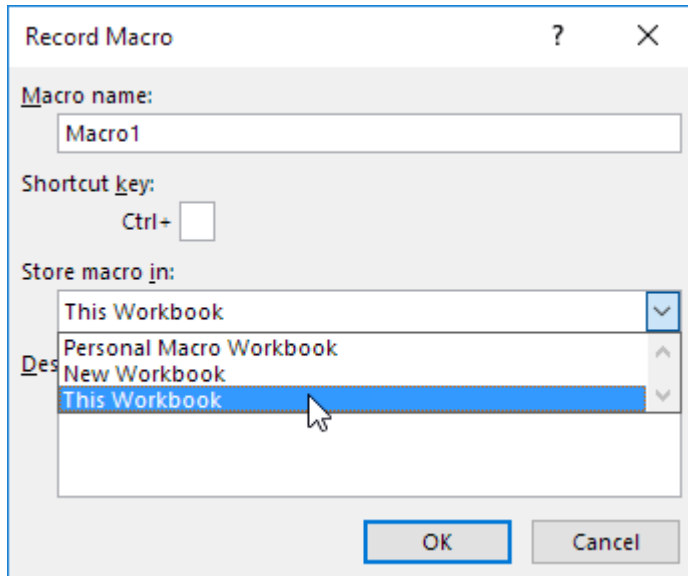 Record Macro ?
Macro name:
Macro1
Shortcut key:
Ctrl+
Store macro in:
This Workbook
Personal Macro Workbook
Des
New Workbook
This Workbook
OK Cancel